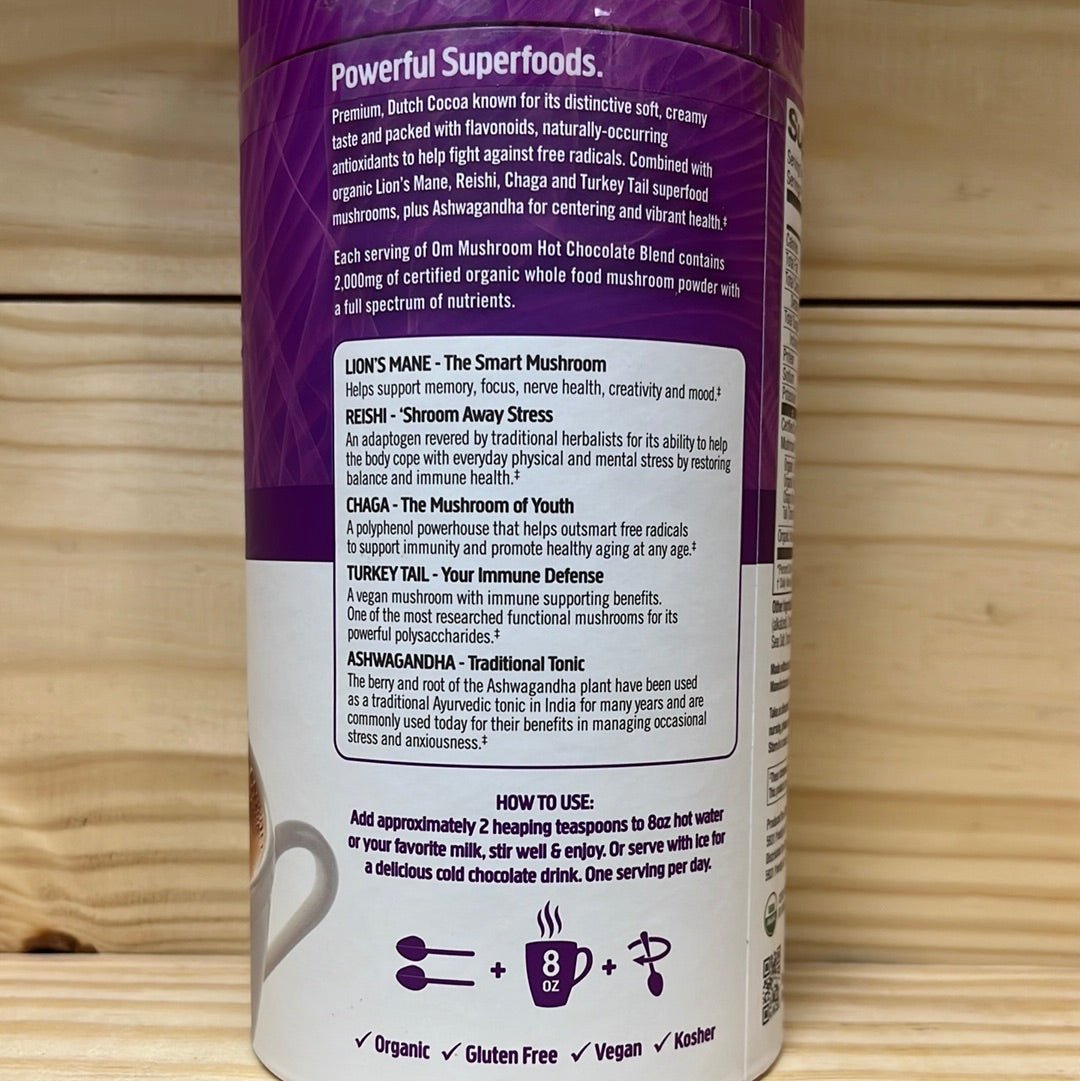 Powerful Superfoods.
Premium, Dutch Cocoa known for its distinctive soft, creamy
taste and packed with flavonoids, naturally-occurring
antioxidants to help fight against free radicals. Combined with
organic Lion's Mane, Reishi, Chaga and Turkey Tail superfood
mushrooms, plus Ashwagandha for centering and vibrant health.‡
Each serving of Om Mushroom Hot Chocolate Blend contains
2,000mg of certified organic whole food mushroom powder with
a full spectrum of nutrients.
LION'S MANE - The Smart Mushroom
Helps support memory, focus, nerve health, creativity and mood.‡
REISHI - 'Shroom Away Stress
An adaptogen revered by traditional herbalists for its ability to help
the body cope with everyday physical and mental stress by restoring
balance and immune health.‡
CHAGA - The Mushroom of Youth
A polyphenol powerhouse that helps outsmart free radicals
to support immunity and promote healthy aging at any age.‡
TURKEY TAIL - Your Immune Defense
A vegan mushroom with immune supporting benefits.
One of the most researched functional mushrooms for its
powerful polysaccharides.‡
ASHWAGANDHA - Traditional Tonic
The berry and root of the Ashwagandha plant have been used
as a traditional Ayurvedic tonic in India for many years and are
commonly used today for their benefits in managing occasional
stress and anxiousness.‡
HOW TO USE:
Add approximately 2 heaping teaspoons to 8oz hot water
or your favorite milk, stir well & enjoy. Or serve with ice for
a delicious cold chocolate drink. One serving per day.
+ 8 OZ +
✓ Organic ✓ Gluten Free ✓ Vegan ✓ Kosher